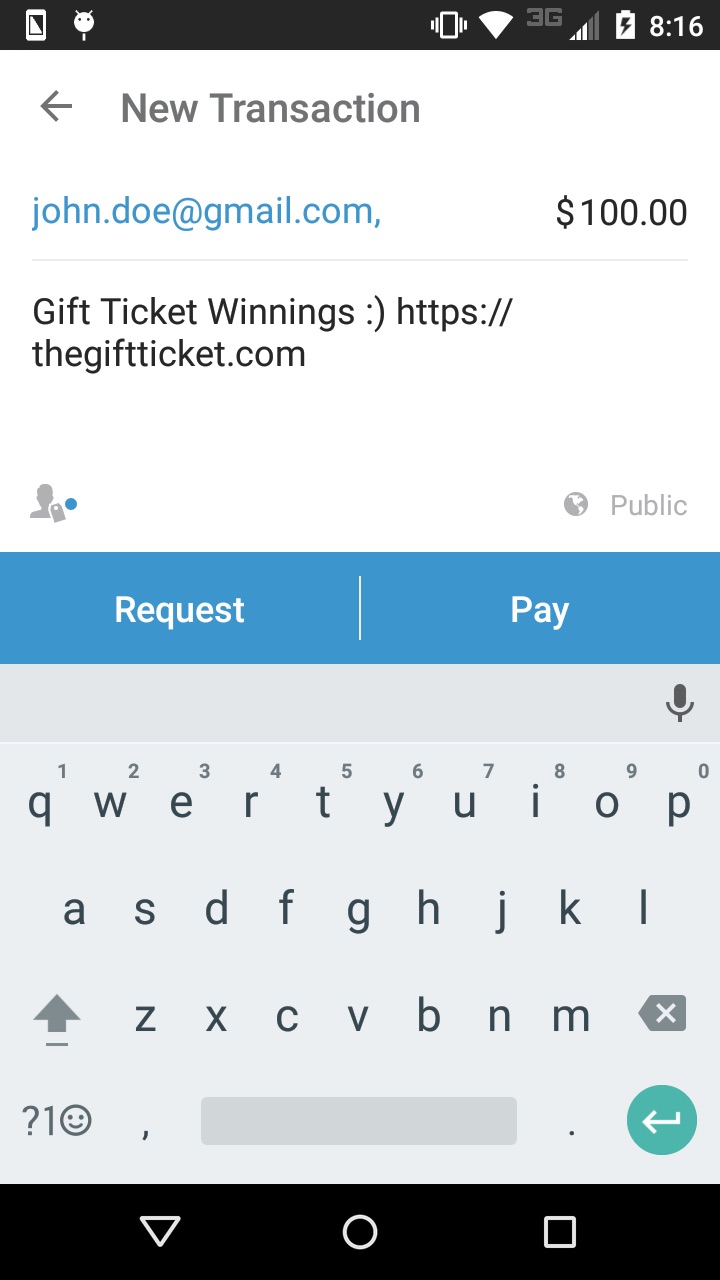 3G 8:16
New Transaction
john.doe@gmail.com, $100.00
Gift Ticket Winnings :) https://
thegiftticket.com
Public
Request Pay
1 2 3 4 5 6 7 8 9 0
q w e r t y u i o p
a s d f g h j k l
z x c v b n m
?1☺ , .